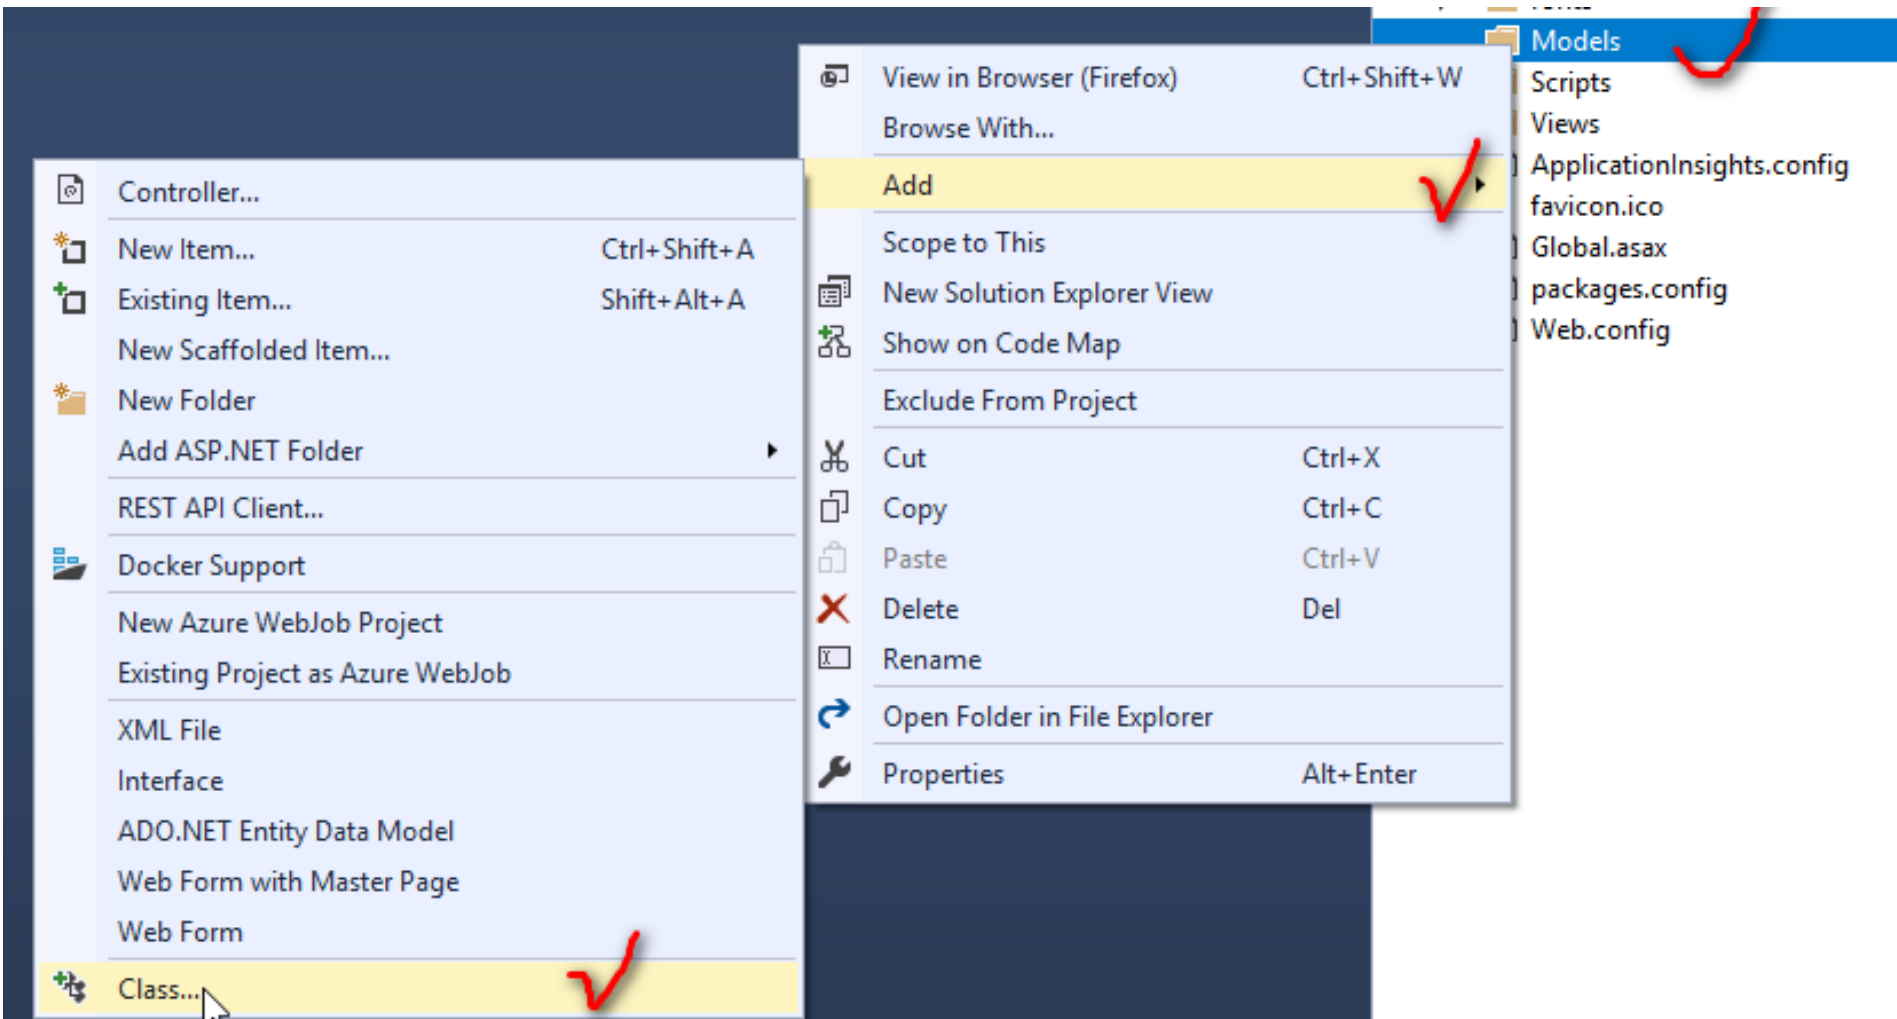 Models
Scripts
Views
ApplicationInsights.config
favicon.ico
Global.asax
packages.config
Web.config
View in Browser (Firefox) Ctrl+Shift+W
Browse With...
Add
Scope to This
New Solution Explorer View
Show on Code Map
Exclude From Project
Cut Ctrl+X
Copy Ctrl+C
Paste Ctrl+V
Delete Del
Rename
Open Folder in File Explorer
Properties Alt+Enter
Controller...
New Item... Ctrl+Shift+A
Existing Item... Shift+Alt+A
New Scaffolded Item...
New Folder
Add ASP.NET Folder
REST API Client...
Docker Support
New Azure WebJob Project
Existing Project as Azure WebJob
XML File
Interface
ADO.NET Entity Data Model
Web Form with Master Page
Web Form
Class...